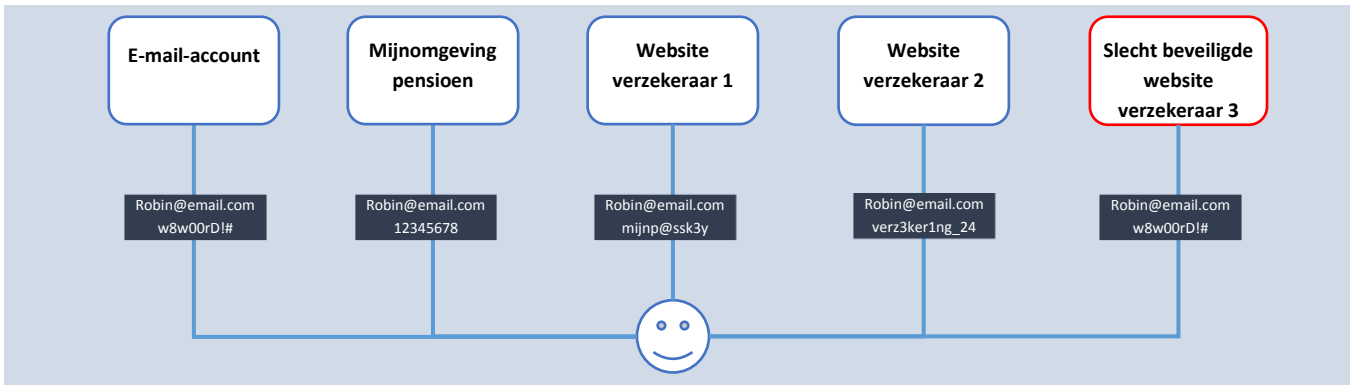 E-mail-account
Mijnomgeving
pensioen
Website
verzekeraar 1
Website
verzekeraar 2
Slecht beveiligde
website
verzekeraar 3
Robin@email.com
w8w00rD!#
Robin@email.com
12345678
Robin@email.com
mijnp@ssk3y
Robin@email.com
verz3ker1ng_24
Robin@email.com
w8w00rD!#